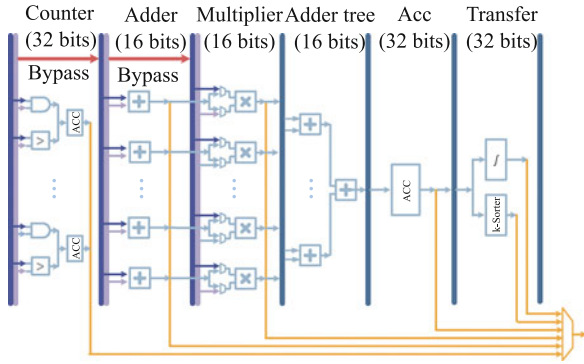 Counter Adder Multiplier Adder tree Acc Transfer
(32 bits) (16 bits) (16 bits) (16 bits) (32 bits) (32 bits)
Bypass Bypass
ACC
>
+
+
×
×
+
+
ACC
∫
k-Sorter
ACC
>
+
+
×
×
+